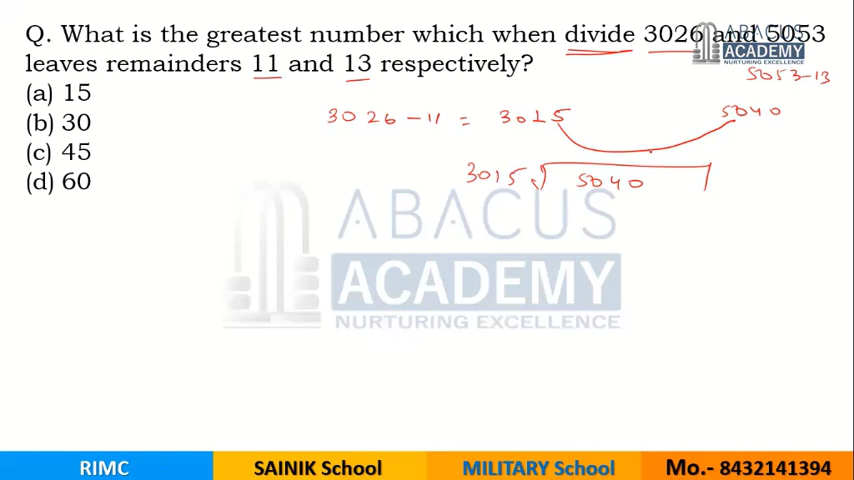 Q. What is the greatest number which when divide 3026 and 5053
ABACUS
ACADEMY
NURTURING EXCELLENCE
leaves remainders 11 and 13 respectively?
5053-13
(a) 15
3026-11 = 3015
5040
(b) 30
(c) 45
3015
5040
(d) 60
ABACUS
ACADEMY
NURTURING EXCELLENCE
RIMC
SAINIK School
MILITARY School
Mo.- 8432141394